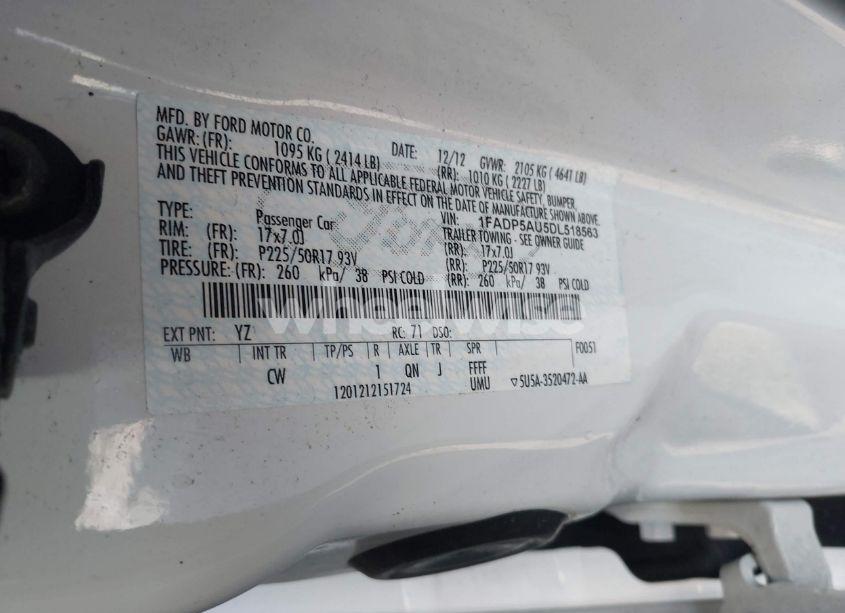 MFD. BY FORD MOTOR CO. DATE: 12/12 GVWR: 2105 KG ( 4641 LB)
GAWR: (FR): 1095 KG ( 2414 LB) (RR): 1010 KG ( 2227 LB)
THIS VEHICLE CONFORMS TO ALL APPLICABLE FEDERAL MOTOR VEHICLE SAFETY, BUMPER,
AND THEFT PREVENTION STANDARDS IN EFFECT ON THE DATE OF MANUFACTURE SHOWN ABOVE.
VIN: 1FADP5AU5DL518563
TYPE: Passenger Car TRAILER TOWING - SEE OWNER GUIDE
RIM: (FR): 17x7.0J (RR): 17x7.0J
TIRE: (FR): P225/50R17 93V (RR): P225/50R17 93V
PRESSURE: (FR): 260 kPa/ 38 PSI COLD (RR): 260 kPa/ 38 PSI COLD
wheelwise
EXT PNT: YZ RC: 71 DSO: F0051
WB INT TR TP/PS R AXLE TR SPR
CW 1 QN J FFFF
1201212151724 UMU ▽5U5A-3520472-AA